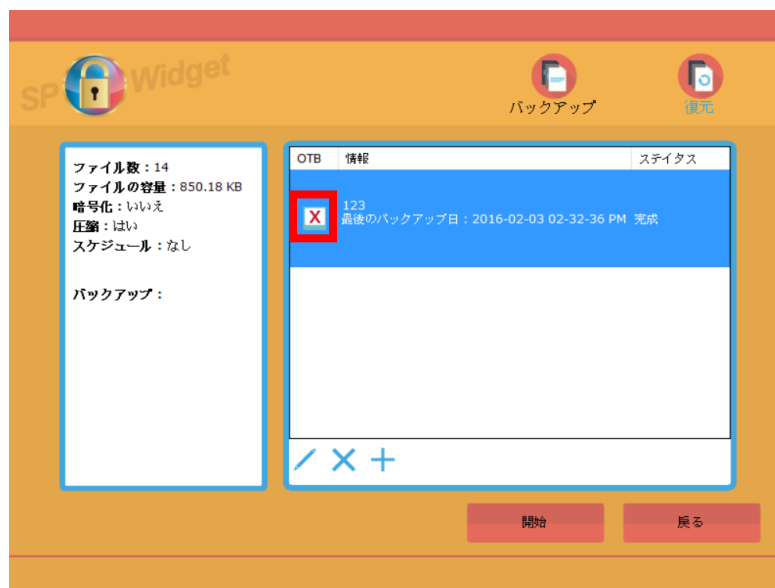 SP Widget
バックアップ
復元
ファイル数：14
ファイルの容量：850.18 KB
暗号化：いいえ
圧縮：はい
スケジュール：なし
バックアップ：
OTB 情報 ステイタス
X
123
最後のバックアップ日：2016-02-03 02-32-36 PM 完成
開始
戻る